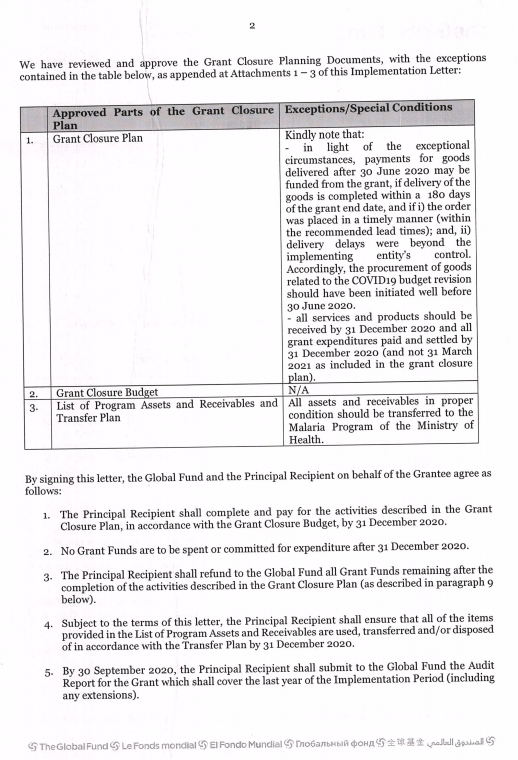 2
We have reviewed and approve the Grant Closure Planning Documents, with the exceptions
contained in the table below, as appended at Attachments 1 – 3 of this Implementation Letter:
Approved Parts of the Grant Closure
Plan
Exceptions/Special Conditions
1.
Grant Closure Plan
Kindly note that:
- in light of the exceptional
circumstances, payments for goods
delivered after 30 June 2020 may be
funded from the grant, if delivery of the
goods is completed within a 180 days
of the grant end date, and if i) the order
was placed in a timely manner (within
the recommended lead times); and, ii)
delivery delays were beyond the
implementing entity's control.
Accordingly, the procurement of goods
related to the COVID19 budget revision
should have been initiated well before
30 June 2020.
- all services and products should be
received by 31 December 2020 and all
grant expenditures paid and settled by
31 December 2020 (and not 31 March
2021 as included in the grant closure
plan).
2.
Grant Closure Budget
N/A
3.
List of Program Assets and Receivables and
Transfer Plan
All assets and receivables in proper
condition should be transferred to the
Malaria Program of the Ministry of
Health.
By signing this letter, the Global Fund and the Principal Recipient on behalf of the Grantee agree as
follows:
1. The Principal Recipient shall complete and pay for the activities described in the Grant
Closure Plan, in accordance with the Grant Closure Budget, by 31 December 2020.
2. No Grant Funds are to be spent or committed for expenditure after 31 December 2020.
3. The Principal Recipient shall refund to the Global Fund all Grant Funds remaining after the
completion of the activities described in the Grant Closure Plan (as described in paragraph 9
below).
4. Subject to the terms of this letter, the Principal Recipient shall ensure that all of the items
provided in the List of Program Assets and Receivables are used, transferred and/or disposed
of in accordance with the Transfer Plan by 31 December 2020.
5. By 30 September 2020, the Principal Recipient shall submit to the Global Fund the Audit
Report for the Grant which shall cover the last year of the Implementation Period (including
any extensions).
The Global Fund Le Fonds mondial El Fondo Mundial Глобальный фонд 全球基金 الصندوق العالمي